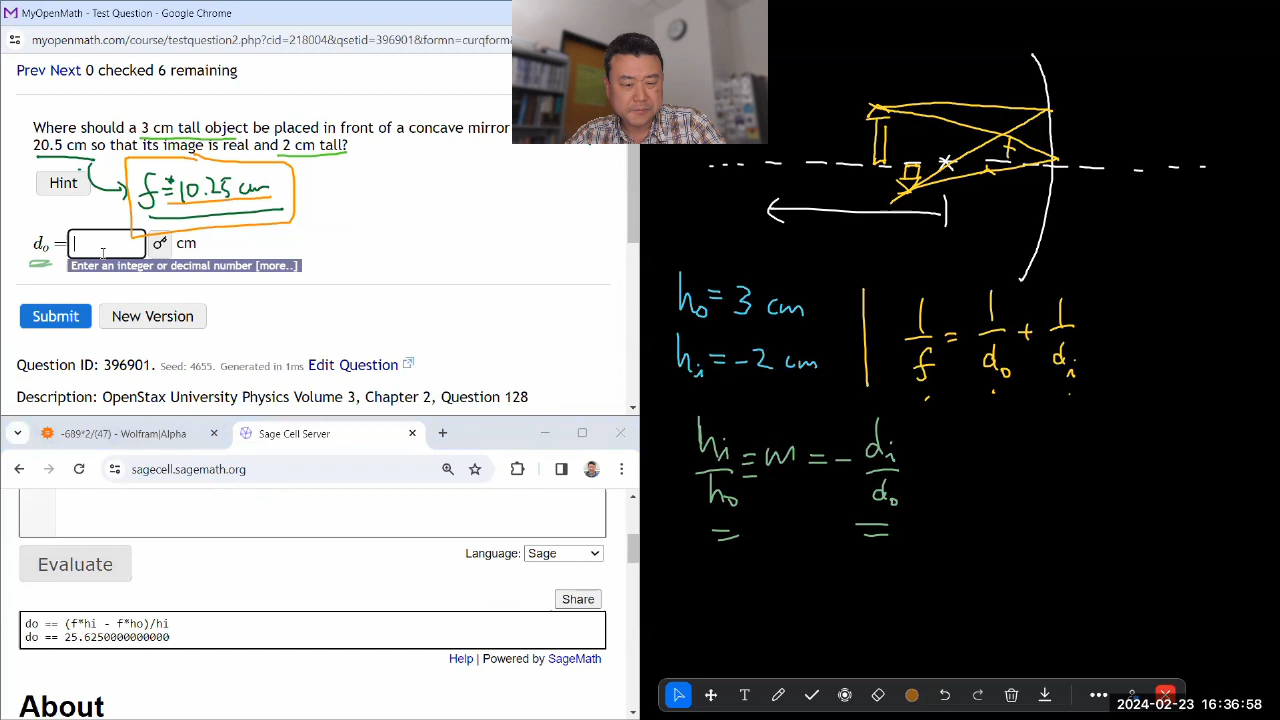 MyOpenMath - Test Question - Google Chrome
myopenmath.com/course/testquestion2.php?cid=218004&qsetid=396901&formn=curqform
Prev Next 0 checked 6 remaining
Where should a 3 cm tall object be placed in front of a concave mirror
20.5 cm so that its image is real and 2 cm tall?
Hint
f = +10.25 cm
dₒ =
cm
Enter an integer or decimal number [more..]
Submit
New Version
Question ID: 396901. Seed: 4655. Generated in 1ms Edit Question
Description: OpenStax University Physics Volume 3, Chapter 2, Question 128
-689*2/(47) - Wolfram|Alpha
Sage Cell Server
sagecell.sagemath.org
Evaluate
Language: Sage
Share
do == (f*hi - f*ho)/hi
do == 25.6250000000000
Help | Powered by SageMath
About
f
hₒ = 3 cm
hᵢ = -2 cm
1/f = 1/dₒ + 1/dᵢ
hᵢ/hₒ = m = - dᵢ/dₒ
T
2024-02-23 16:36:58